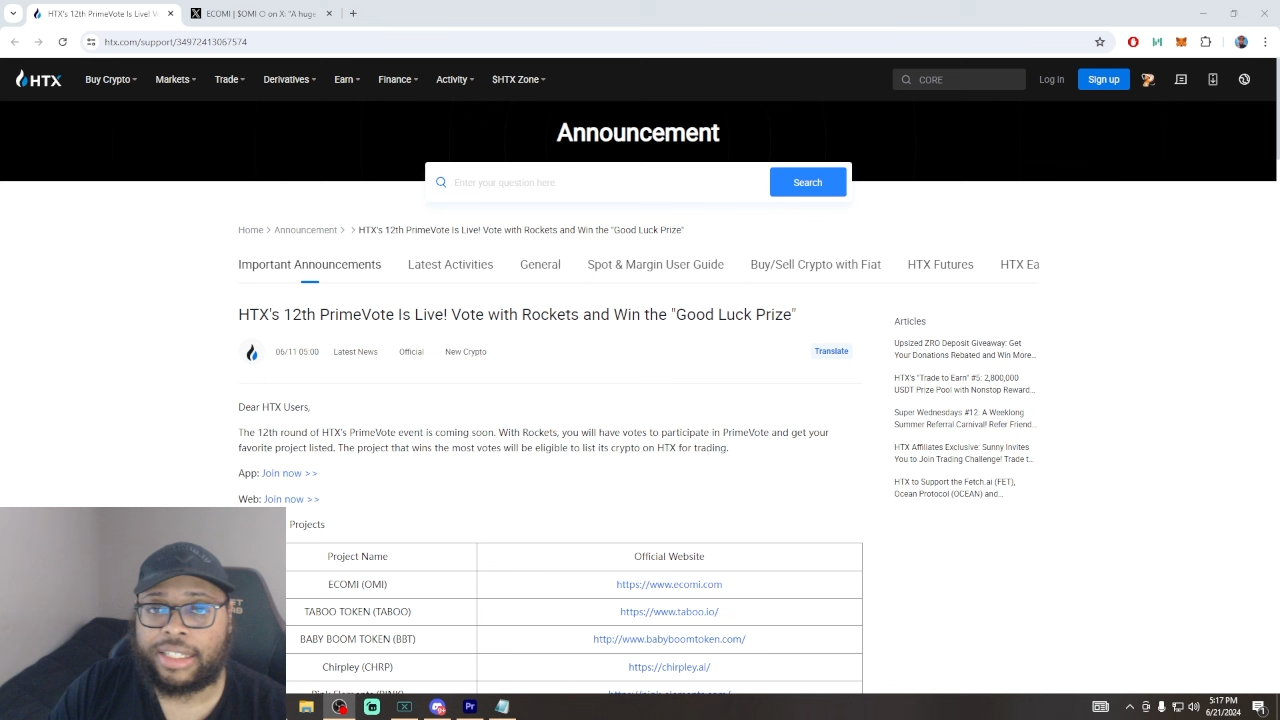 HTX's 12th PrimeVote Is Live! Vo
ECOMI | $OMI on X: "A huge
htx.com/support/34972413067574
HTX
Buy Crypto
Markets
Trade
Derivatives
Earn
Finance
Activity
$HTX Zone
CORE
Log In
Sign up
Announcement
Enter your question here.
Search
Home > Announcement > > HTX's 12th PrimeVote Is Live! Vote with Rockets and Win the "Good Luck Prize"
Important Announcements
Latest Activities
General
Spot & Margin User Guide
Buy/Sell Crypto with Fiat
HTX Futures
HTX Ea
HTX's 12th PrimeVote Is Live! Vote with Rockets and Win the "Good Luck Prize"
06/11 05:00
Latest News
Official
New Crypto
Translate
Dear HTX Users,
The 12th round of HTX's PrimeVote event is coming soon. With Rockets, you will have votes to participate in PrimeVote and get your
favorite project listed. The project that wins the most votes will be eligible to list its crypto on HTX for trading.
App: Join now >>
Web: Join now >>
Projects
Project Name
Official Website
ECOMI (OMI)
https://www.ecomi.com
TABOO TOKEN (TABOO)
https://www.taboo.io/
BABY BOOM TOKEN (BBT)
http://www.babyboomtoken.com/
Chirpley (CHRP)
https://chirpley.ai/
Articles
Upsized ZRO Deposit Giveaway: Get
Your Donations Rebated and Win More...
HTX's "Trade to Earn" #5: 2,800,000
USDT Prize Pool with Nonstop Reward...
Super Wednesdays #12: A Weeklong
Summer Referral Carnival! Refer Friend...
HTX Affiliates Exclusive: Sunny Invites
You to Join Trading Challenge! Trade t...
HTX to Support the Fetch.ai (FET),
Ocean Protocol (OCEAN) and...
Pr
5:17 PM
6/21/2024